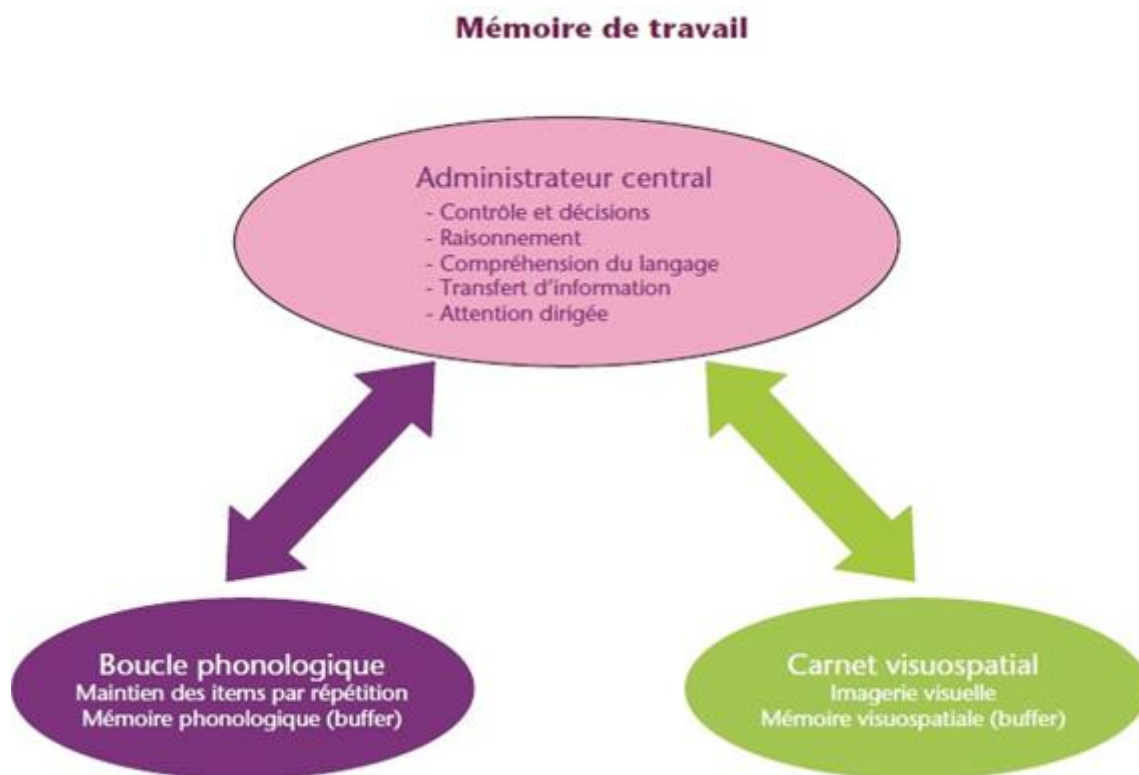 Mémoire de travail
Administrateur central
- Contrôle et décisions
- Raisonnement
- Compréhension du langage
- Transfert d'information
- Attention dirigée
Boucle phonologique
Maintien des items par répétition
Mémoire phonologique (buffer)
Carnet visuospatial
Imagerie visuelle
Mémoire visuospatiale (buffer)